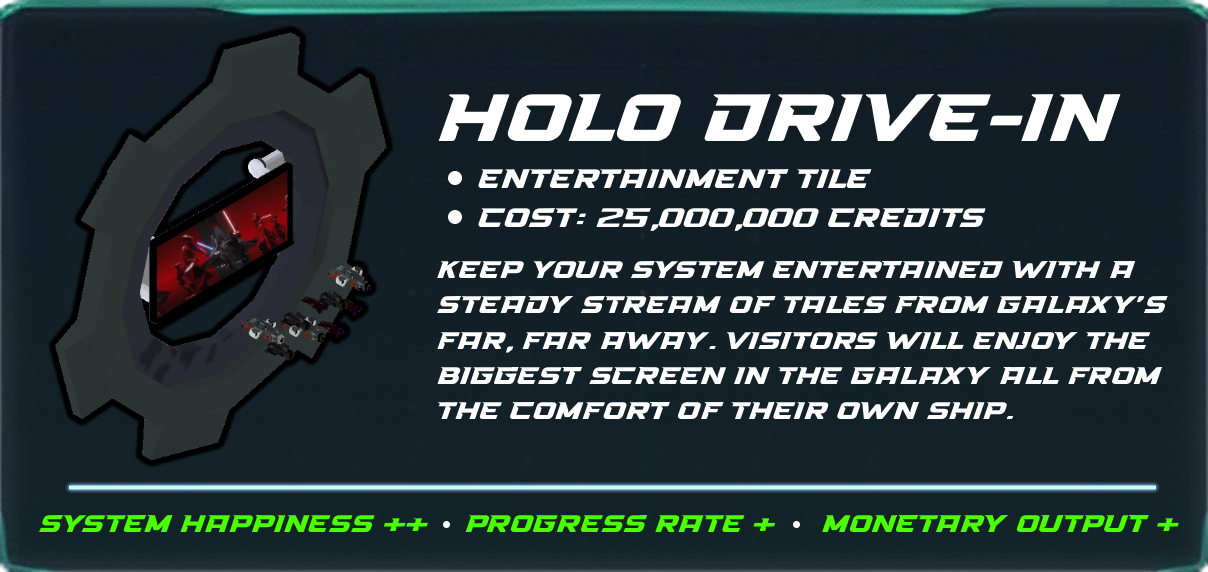 HOLO DRIVE-IN
• ENTERTAINMENT TILE
• COST: 25,000,000 CREDITS
KEEP YOUR SYSTEM ENTERTAINED WITH A
STEADY STREAM OF TALES FROM GALAXY'S
FAR, FAR AWAY. VISITORS WILL ENJOY THE
BIGGEST SCREEN IN THE GALAXY ALL FROM
THE COMFORT OF THEIR OWN SHIP.
SYSTEM HAPPINESS ++ • PROGRESS RATE + • MONETARY OUTPUT +